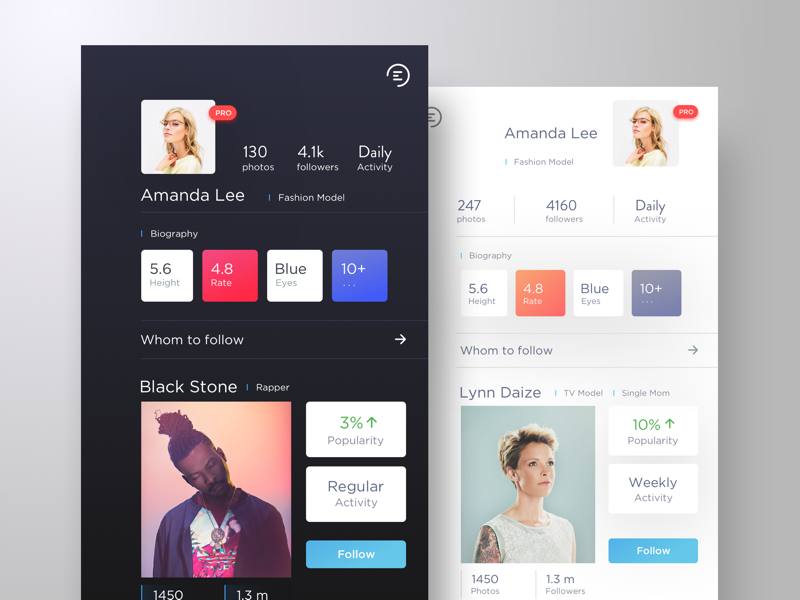 PRO
130 4.1k Daily
photos followers Activity
Amanda Lee Fashion Model
Biography
5.6 4.8 Blue 10+
Height Rate Eyes ...
Whom to follow
Black Stone Rapper
3%
Popularity
Regular
Activity
Follow
1450 1.3 m
PRO
Amanda Lee
Fashion Model
247 4160 Daily
photos followers Activity
Biography
5.6 4.8 Blue 10+
Height Rate Eyes ...
Whom to follow
Lynn Daize TV Model Single Mom
10%
Popularity
Weekly
Activity
Follow
1450 1.3 m
Photos Followers